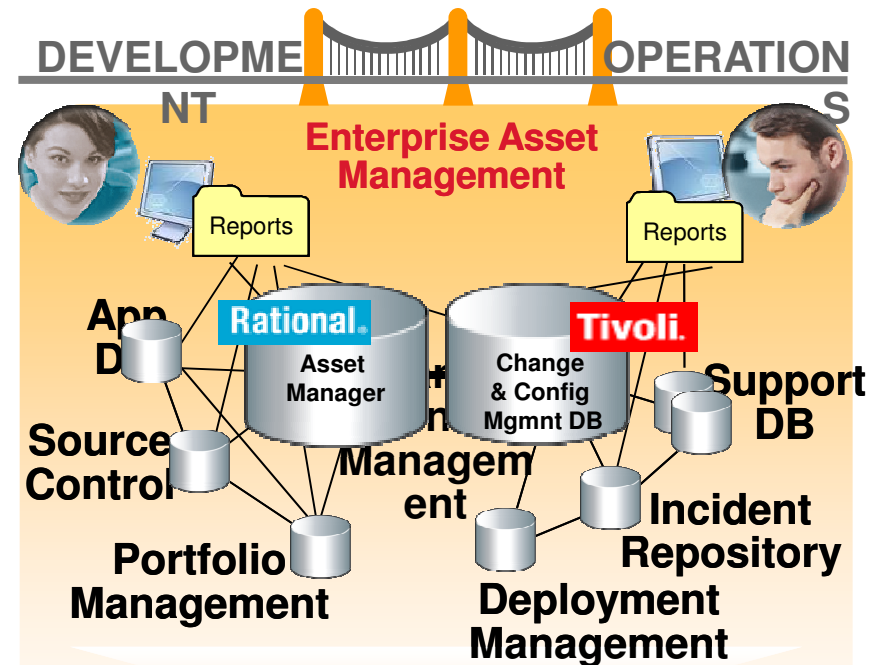 DEVELOPME
NT
OPERATION
S
Enterprise Asset
Management
Reports
Reports
Rational.
Asset
Manager
Tivoli.
Change
& Config
Mgmnt DB
App
Source
Control
Managem
ent
Support
DB
Incident
Repository
Portfolio
Management
Deployment
Management